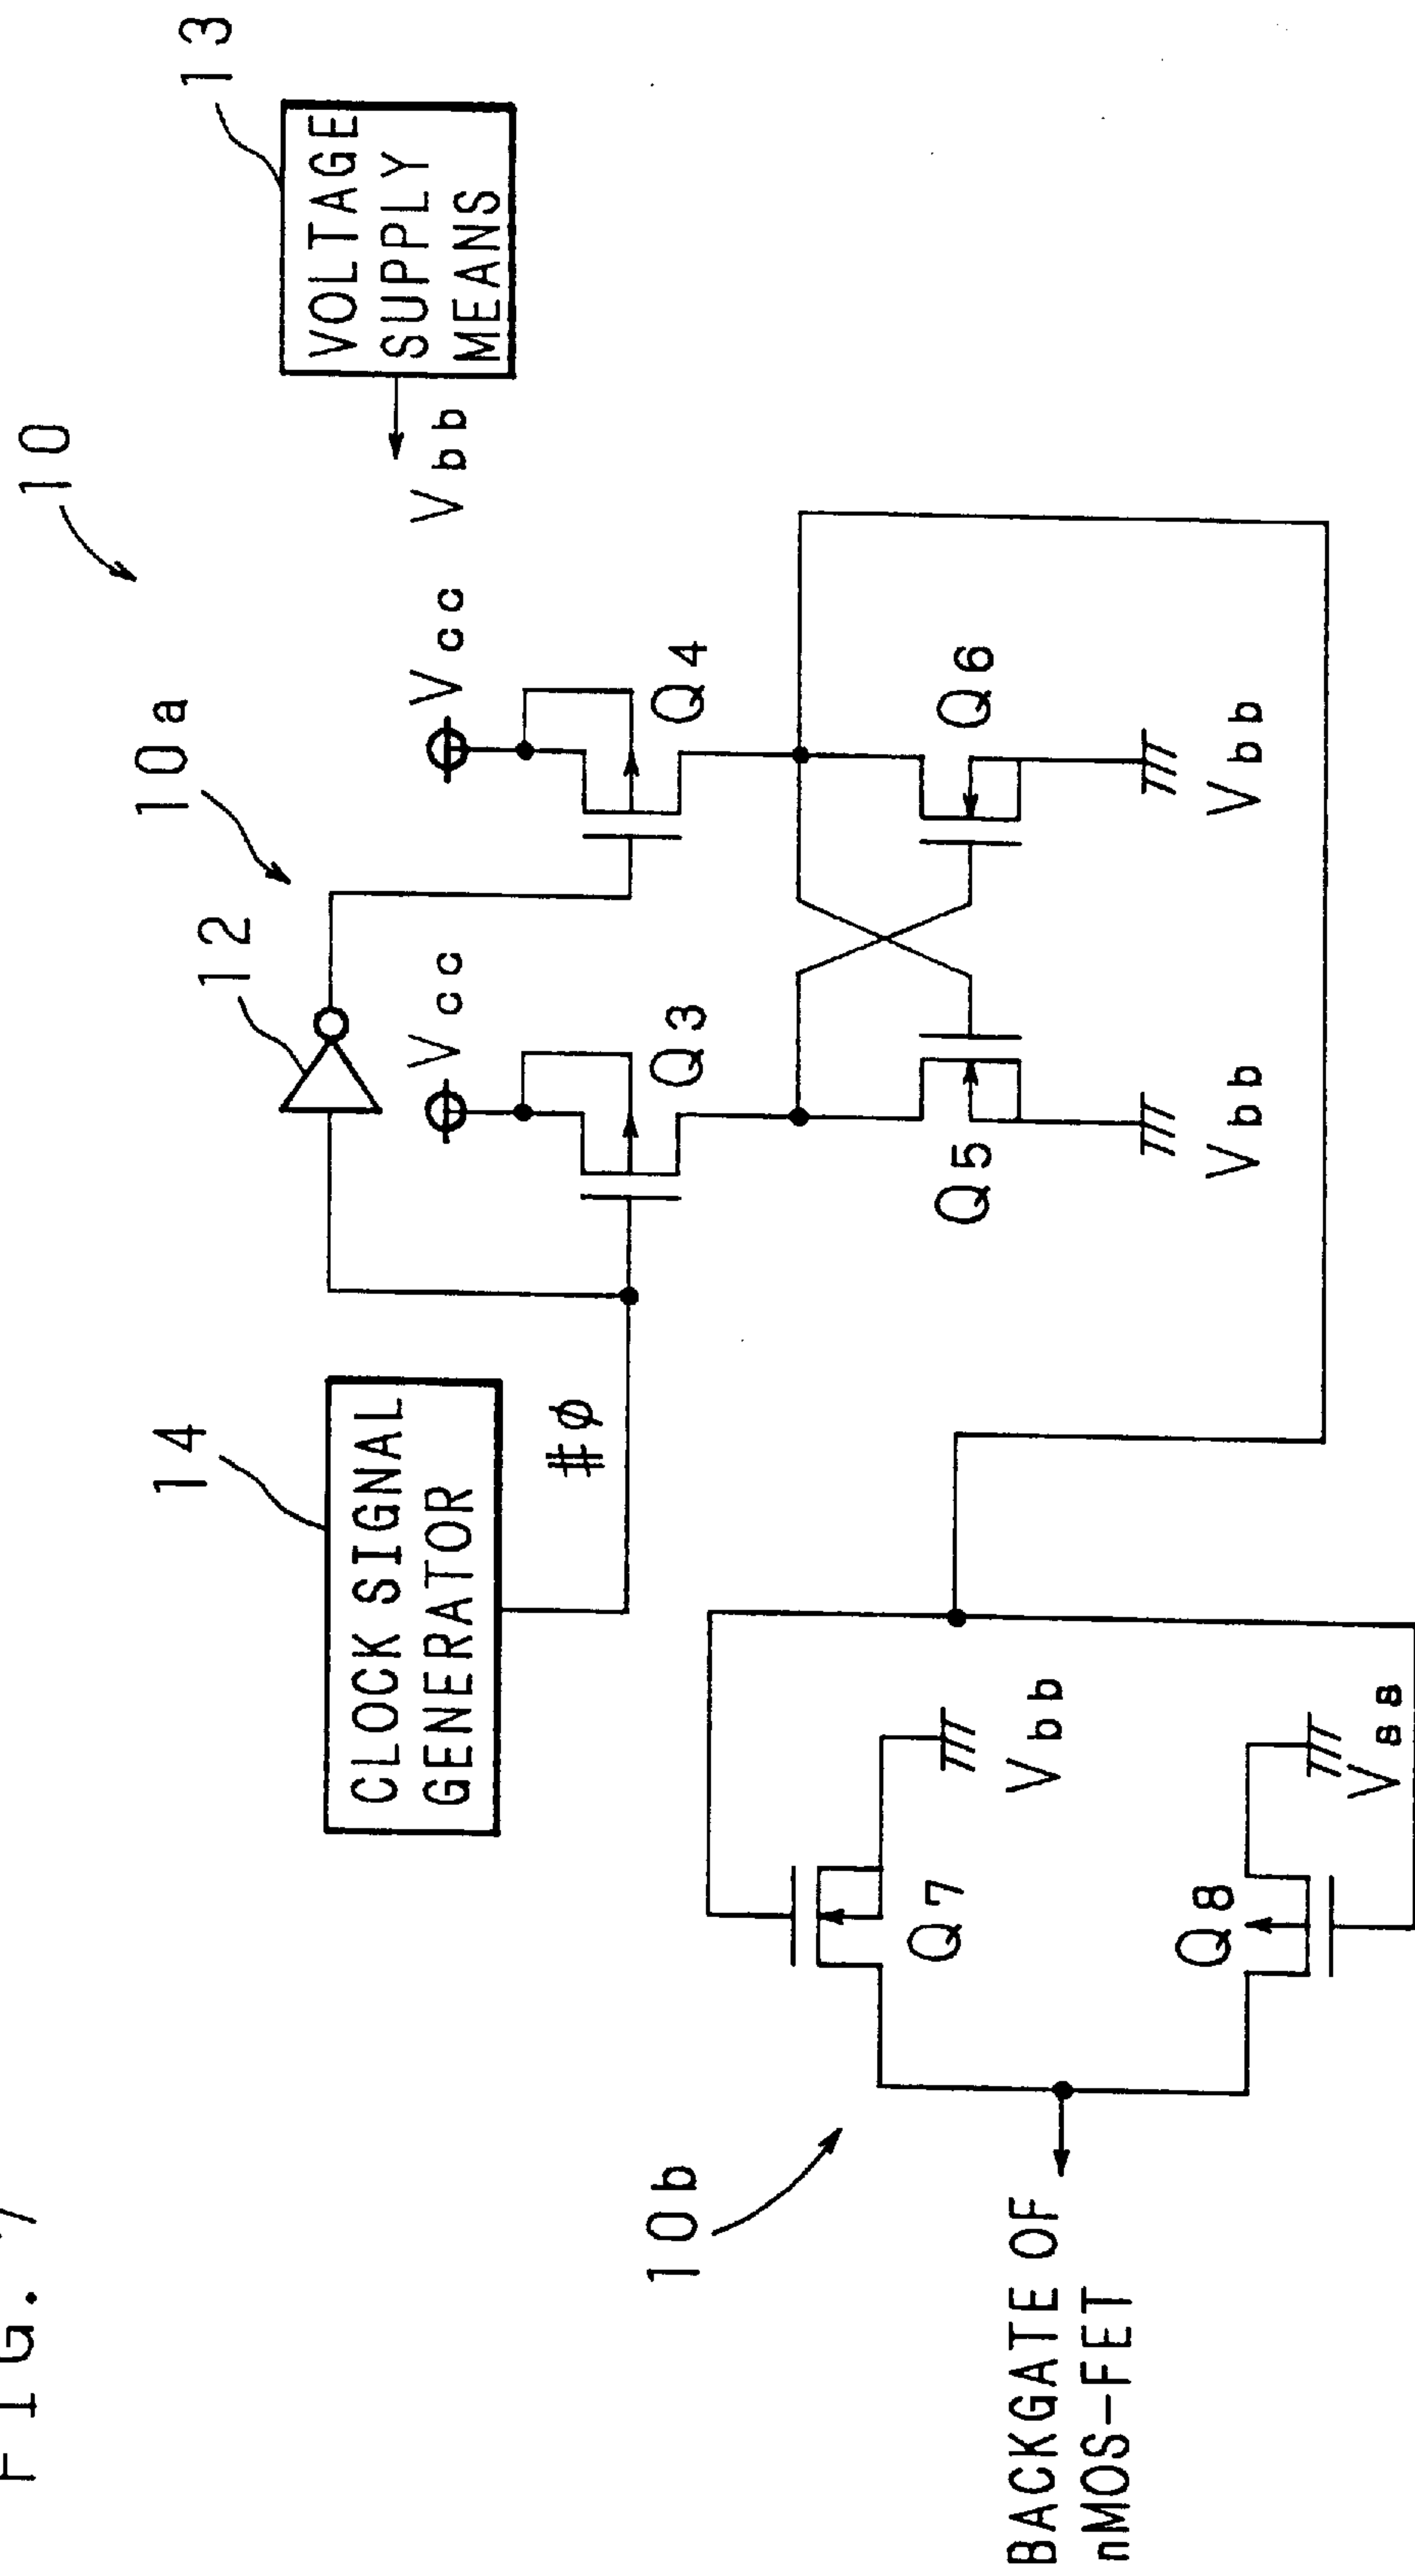 FIG. 7
10
13
VOLTAGE
SUPPLY
MEANS
Vbb
10a
12
Vcc
Vcc
14
CLOCK SIGNAL
GENERATOR
#φ
Q3
Q4
Q5
Q6
Vbb
Vbb
10b
Q7
Vbb
Q8
Vss
BACKGATE OF
nMOS-FET